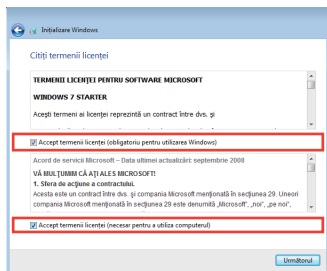 Inițializare Windows
Citiți termenii licenței
TERMENII LICENȚEI PENTRU SOFTWARE MICROSOFT
WINDOWS 7 STARTER
Acești termeni ai licenței reprezintă un contract între dvs. și
Accept termenii licenței (obligatoriu pentru utilizarea Windows)
Acord de servicii Microsoft – Data ultimei actualizări: septembrie 2008
VĂ MULȚUMIM CĂ AȚI ALES MICROSOFT!
1. Sfera de acțiune a contractului.
Acesta este un contract între dvs. și compania Microsoft menționată în secțiunea 29. Uneori
compania Microsoft menționată în secțiunea 29 este denumită „Microsoft”, „noi”, „pe noi”,
Accept termenii licenței (necesar pentru a utiliza computerul)
Următorul